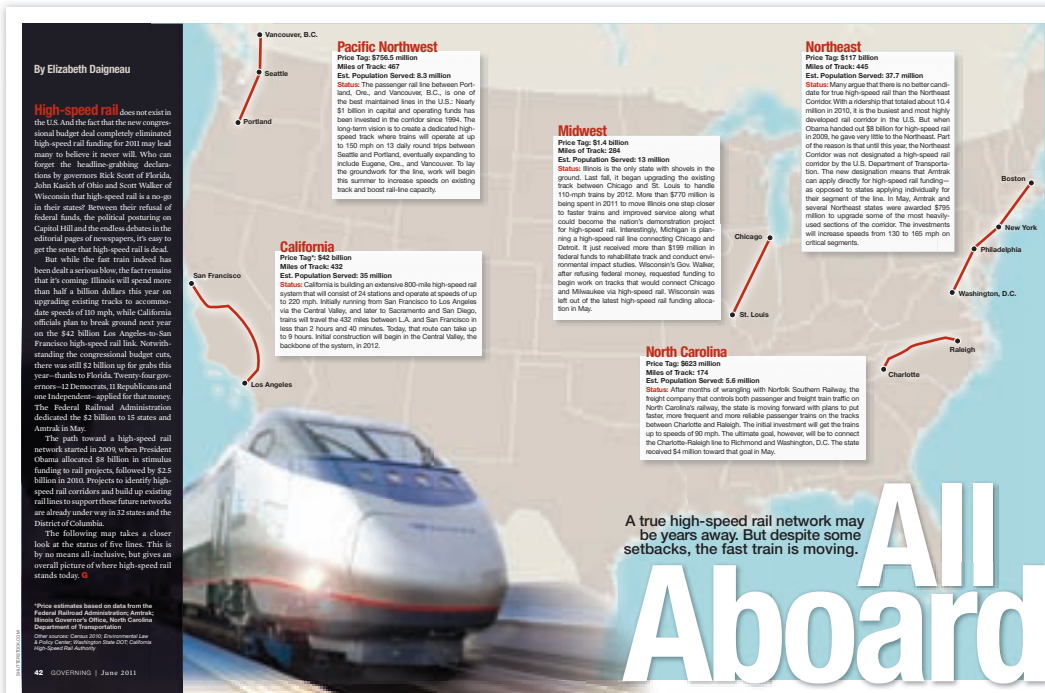 By Elizabeth Daigneau
High-speed rail does not exist in
the U.S. And the fact that the new congres-
sional budget deal completely eliminated
high-speed rail funding for 2011 may lead
many to believe it never will. Who can
forget the headline-grabbing declara-
tions by governors Rick Scott of Florida,
John Kasich of Ohio and Scott Walker of
Wisconsin that high-speed rail is a no-go
in their states? Between their refusal of
federal funds, the political posturing on
Capitol Hill and the endless debates in the
editorial pages of newspapers, it's easy to
get the sense that high-speed rail is dead.
But while the fast train indeed has
been dealt a serious blow, the fact remains
that it's coming: Illinois will spend more
than half a billion dollars this year on
upgrading existing tracks to accommo-
date speeds of 110 mph, while California
officials plan to break ground next year
on the $42 billion Los Angeles-to-San
Francisco high-speed rail link. Notwith-
standing the congressional budget cuts,
there was still $2 billion up for grabs this
year—thanks to Florida. Twenty-four gov-
ernors—12 Democrats, 11 Republicans and
one Independent—applied for that money.
The Federal Railroad Administration
dedicated the $2 billion to 15 states and
Amtrak in May.
The path toward a high-speed rail
network started in 2009, when President
Obama allocated $8 billion in stimulus
funding to rail projects, followed by $2.5
billion in 2010. Projects to identify high-
speed rail corridors and build up existing
rail lines to support these future networks
are already under way in 32 states and the
District of Columbia.
The following map takes a closer
look at the status of five lines. This is
by no means all-inclusive, but gives an
overall picture of where high-speed rail
stands today. G
*Price estimates based on data from the
Federal Railroad Administration; Amtrak;
Illinois Governor's Office, North Carolina
Department of Transportation
Other sources: Census 2010; Environmental Law
& Policy Center; Washington State DOT; California
High-Speed Rail Authority
SHUTTERSTOCK.COM
42 GOVERNING | June 2011
Vancouver, B.C.
Seattle
Portland
Pacific Northwest
Price Tag: $756.5 million
Miles of Track: 467
Est. Population Served: 8.3 million
Status: The passenger rail line between Port-
land, Ore., and Vancouver, B.C., is one of
the best maintained lines in the U.S.: Nearly
$1 billion in capital and operating funds has
been invested in the corridor since 1994. The
long-term vision is to create a dedicated high-
speed track where trains will operate at up
to 150 mph on 13 daily round trips between
Seattle and Portland, eventually expanding to
include Eugene, Ore., and Vancouver. To lay
the groundwork for the line, work will begin
this summer to increase speeds on existing
track and boost rail-line capacity.
California
Price Tag*: $42 billion
Miles of Track: 432
Est. Population Served: 35 million
Status: California is building an extensive 800-mile high-speed rail
system that will consist of 24 stations and operate at speeds of up
to 220 mph. Initially running from San Francisco to Los Angeles
via the Central Valley, and later to Sacramento and San Diego,
trains will travel the 432 miles between L.A. and San Francisco in
less than 2 hours and 40 minutes. Today, that route can take up
to 9 hours. Initial construction will begin in the Central Valley, the
backbone of the system, in 2012.
San Francisco
Los Angeles
Midwest
Price Tag: $1.4 billion
Miles of Track: 284
Est. Population Served: 13 million
Status: Illinois is the only state with shovels in the
ground. Last fall, it began upgrading the existing
track between Chicago and St. Louis to handle
110-mph trains by 2012. More than $770 million is
being spent in 2011 to move Illinois one step closer
to faster trains and improved service along what
could become the nation's demonstration project
for high-speed rail. Interestingly, Michigan is plan-
ning a high-speed rail line connecting Chicago and
Detroit. It just received more than $199 million in
federal funds to rehabilitate track and conduct envi-
ronmental impact studies. Wisconsin's Gov. Walker,
after refusing federal money, requested funding to
begin work on tracks that would connect Chicago
and Milwaukee via high-speed rail. Wisconsin was
left out of the latest high-speed rail funding alloca-
tion in May.
Chicago
St. Louis
Northeast
Price Tag: $117 billion
Miles of Track: 445
Est. Population Served: 37.7 million
Status: Many argue that there is no better candi-
date for true high-speed rail than the Northeast
Corridor. With a ridership that totaled about 10.4
million in 2010, it is the busiest and most highly
developed rail corridor in the U.S. But when
Obama handed out $8 billion for high-speed rail
in 2009, he gave very little to the Northeast. Part
of the reason is that until this year, the Northeast
Corridor was not designated a high-speed rail
corridor by the U.S. Department of Transporta-
tion. The new designation means that Amtrak
can apply directly for high-speed rail funding—
as opposed to states applying individually for
their segment of the line. In May, Amtrak and
several Northeast states were awarded $795
million to upgrade some of the most heavily-
used sections of the corridor. The investments
will increase speeds from 130 to 165 mph on
critical segments.
Boston
New York
Philadelphia
Washington, D.C.
North Carolina
Price Tag: $623 million
Miles of Track: 174
Est. Population Served: 5.6 million
Status: After months of wrangling with Norfolk Southern Railway, the
freight company that controls both passenger and freight train traffic on
North Carolina's railway, the state is moving forward with plans to put
faster, more frequent and more reliable passenger trains on the tracks
between Charlotte and Raleigh. The initial investment will get the trains
up to speeds of 90 mph. The ultimate goal, however, will be to connect
the Charlotte-Raleigh line to Richmond and Washington, D.C. The state
received $4 million toward that goal in May.
Raleigh
Charlotte
A true high-speed rail network may
be years away. But despite some
setbacks, the fast train is moving.
All
Aboard